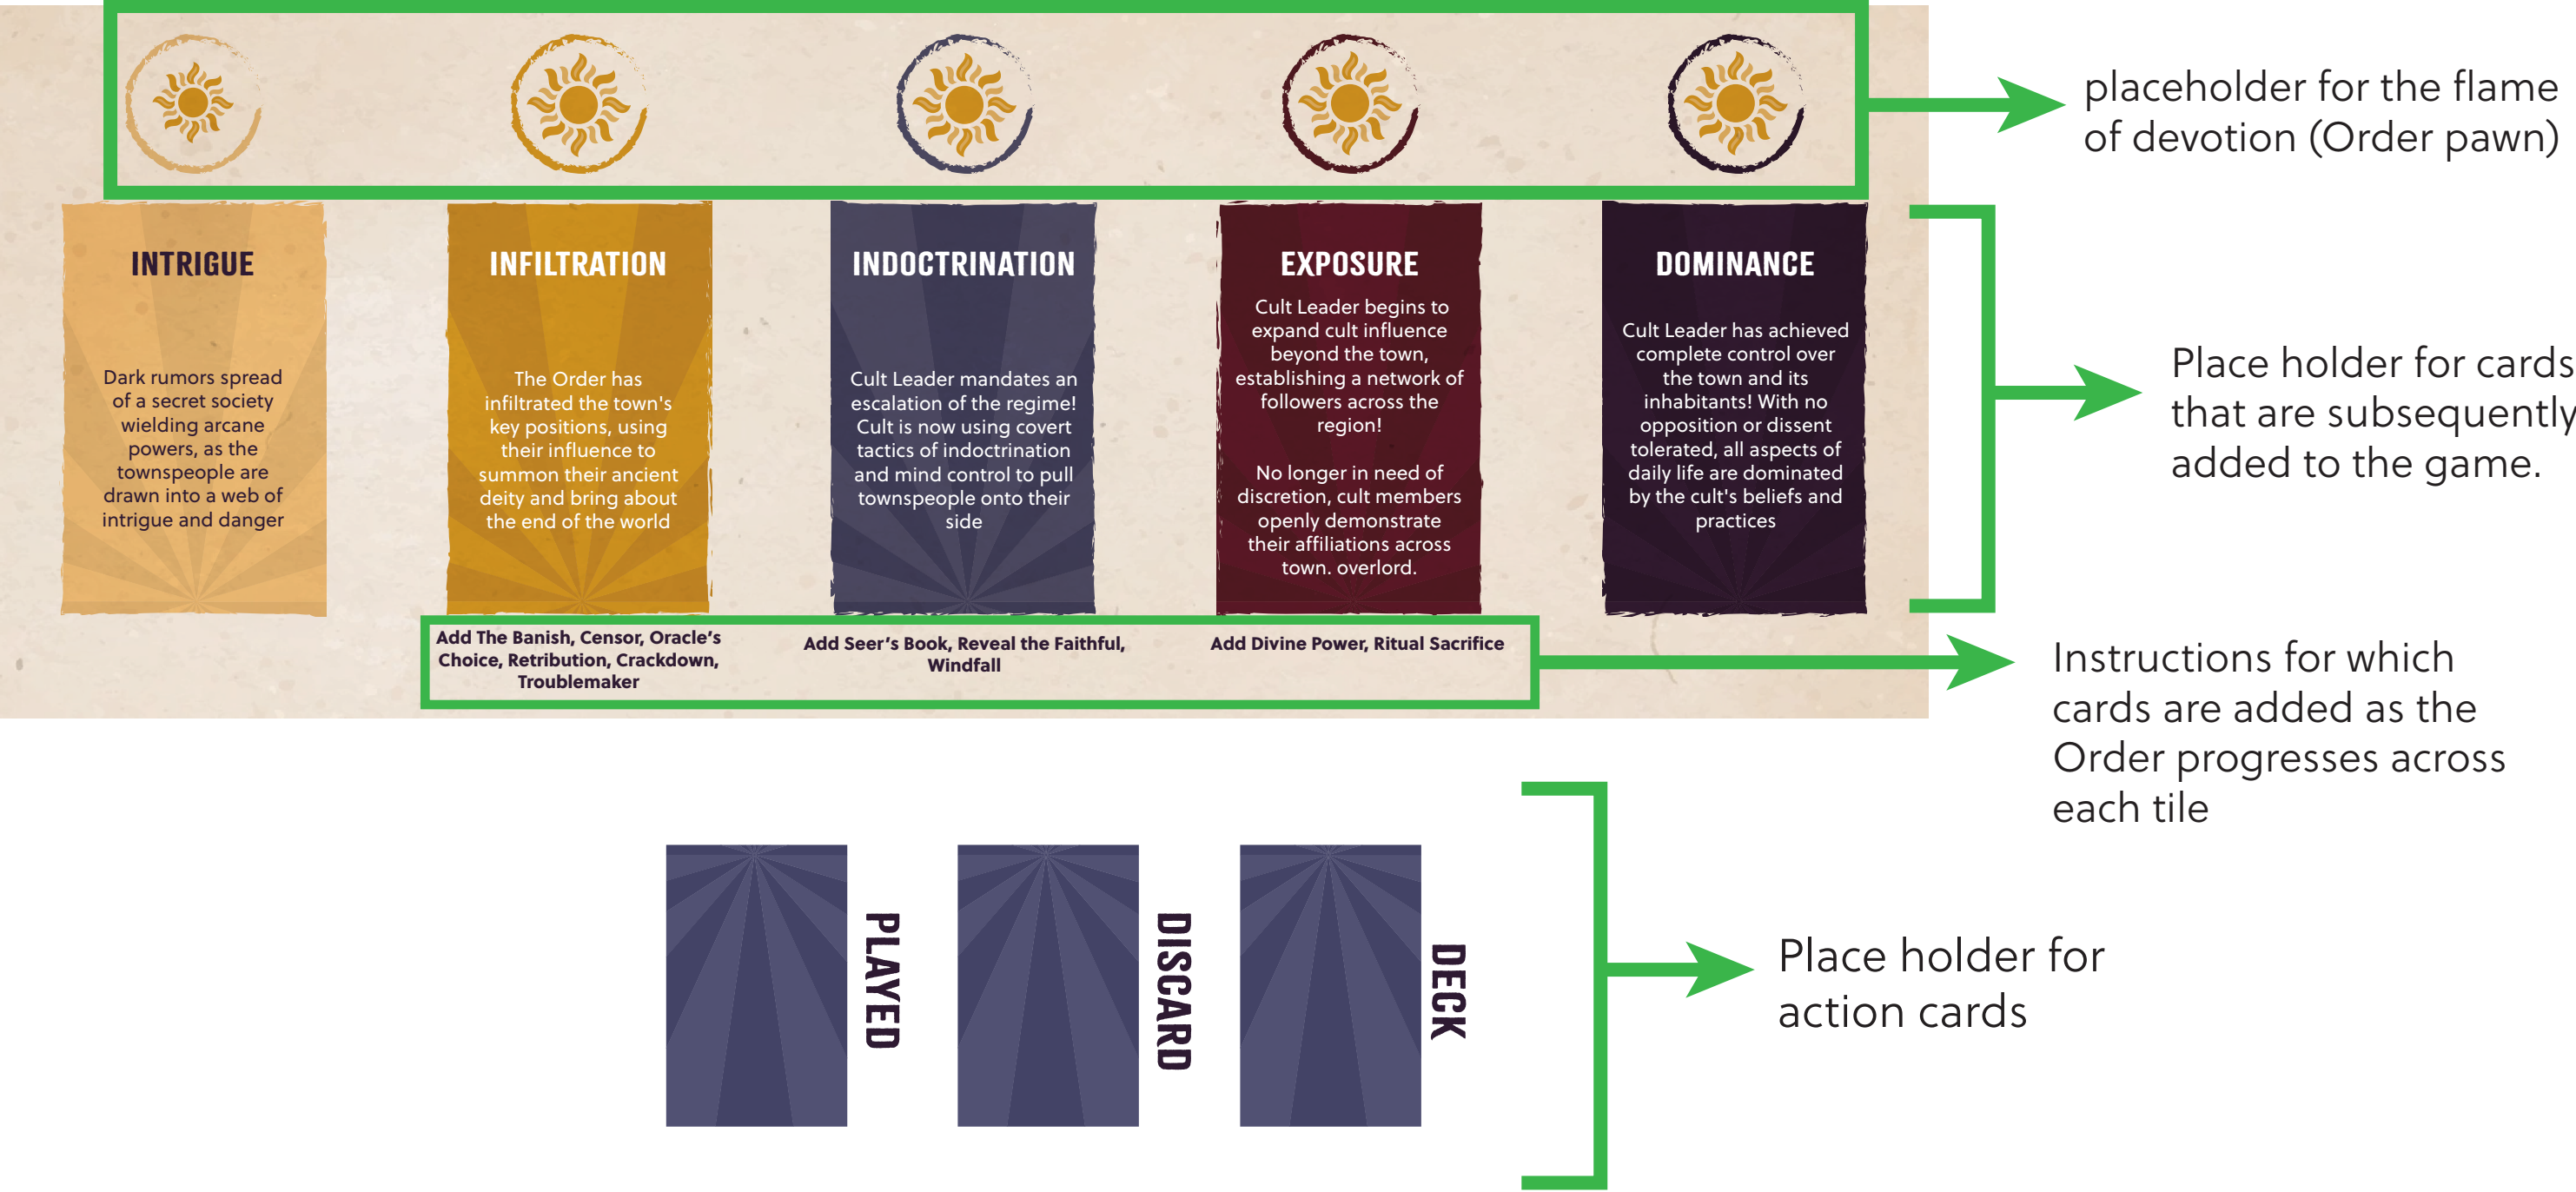 placeholder for the flame
of devotion (Order pawn)
INTRIGUE
Dark rumors spread
of a secret society
wielding arcane
powers, as the
townspeople are
drawn into a web of
intrigue and danger
INFILTRATION
The Order has
infiltrated the town's
key positions, using
their influence to
summon their ancient
deity and bring about
the end of the world
INDOCTRINATION
Cult Leader mandates an
escalation of the regime!
Cult is now using covert
tactics of indoctrination
and mind control to pull
townspeople onto their
side
EXPOSURE
Cult Leader begins to
expand cult influence
beyond the town,
establishing a network of
followers across the
region!
No longer in need of
discretion, cult members
openly demonstrate
their affiliations across
town. overlord.
DOMINANCE
Cult Leader has achieved
complete control over
the town and its
inhabitants! With no
opposition or dissent
tolerated, all aspects of
daily life are dominated
by the cult's beliefs and
practices
Place holder for cards
that are subsequently
added to the game.
Add The Banish, Censor, Oracle’s
Choice, Retribution, Crackdown,
Troublemaker
Add Seer’s Book, Reveal the Faithful,
Windfall
Add Divine Power, Ritual Sacrifice
Instructions for which
cards are added as the
Order progresses across
each tile
PLAYED
DISCARD
DECK
Place holder for
action cards